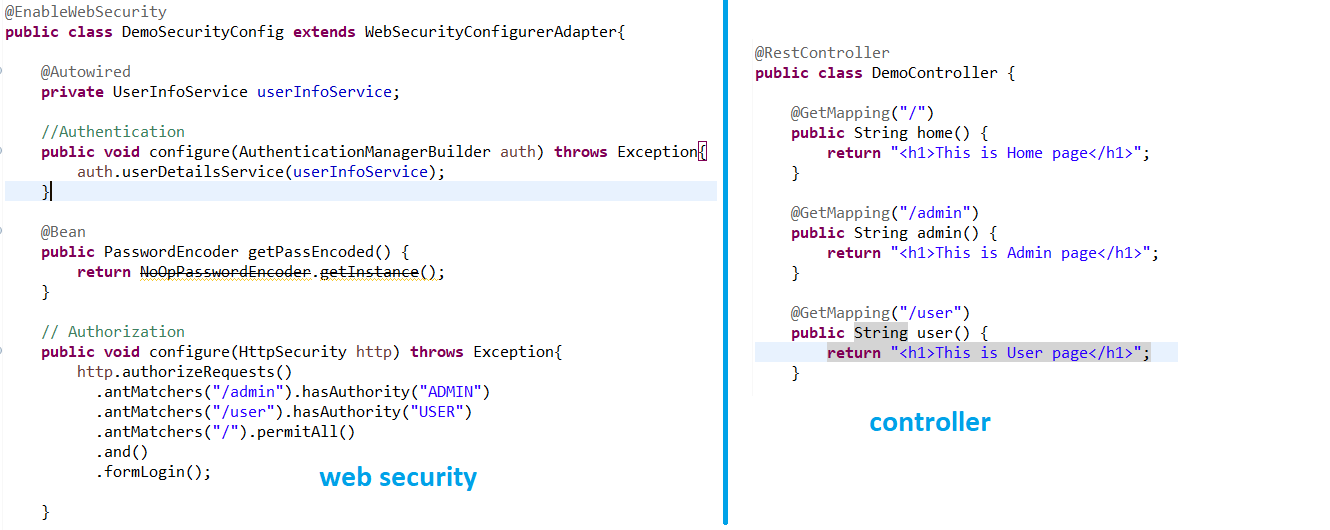 @EnableWebSecurity
public class DemoSecurityConfig extends WebSecurityConfigurerAdapter{
@Autowired
private UserInfoService userInfoService;
//Authentication
public void configure(AuthenticationManagerBuilder auth) throws Exception{
auth.userDetailsService(userInfoService);
}
@Bean
public PasswordEncoder getPassEncoded() {
return NoOpPasswordEncoder.getInstance();
}
// Authorization
public void configure(HttpSecurity http) throws Exception{
http.authorizeRequests()
.antMatchers("/admin").hasAuthority("ADMIN")
.antMatchers("/user").hasAuthority("USER")
.antMatchers("/").permitAll()
.and()
.formLogin();
web security
}
@RestController
public class DemoController {
@GetMapping("/")
public String home() {
return "<h1>This is Home page</h1>";
}
@GetMapping("/admin")
public String admin() {
return "<h1>This is Admin page</h1>";
}
@GetMapping("/user")
public String user() {
return "<h1>This is User page</h1>";
}
controller